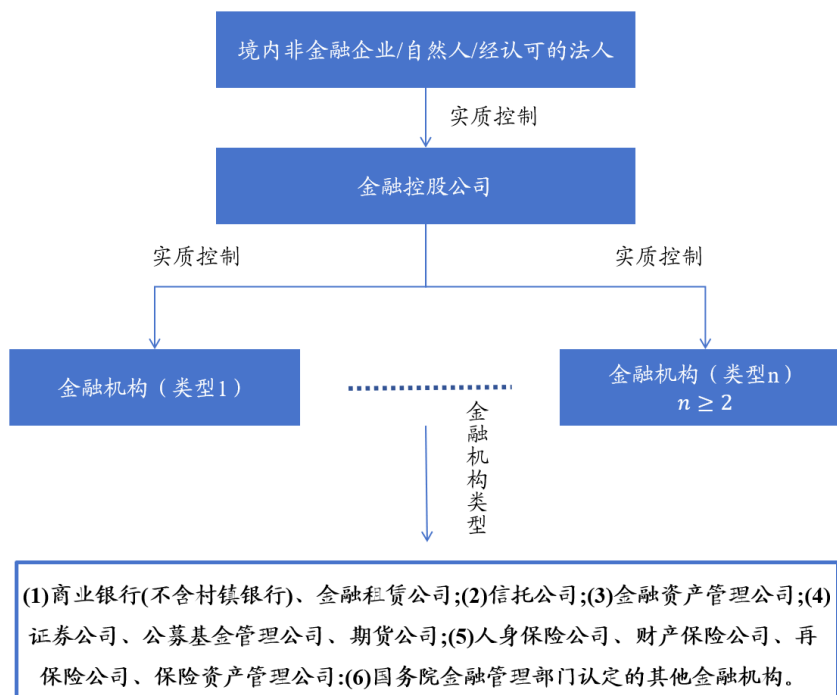 境内非金融企业/自然人/经认可的法人
实质控制
金融控股公司
实质控制
实质控制
金融机构（类型1）
金融机构（类型n）
n ≥ 2
金融机构类型
(1)商业银行(不含村镇银行)、金融租赁公司;(2)信托公司;(3)金融资产管理公司;(4)
证券公司、公募基金管理公司、期货公司;(5)人身保险公司、财产保险公司、再
保险公司、保险资产管理公司:(6)国务院金融管理部门认定的其他金融机构。